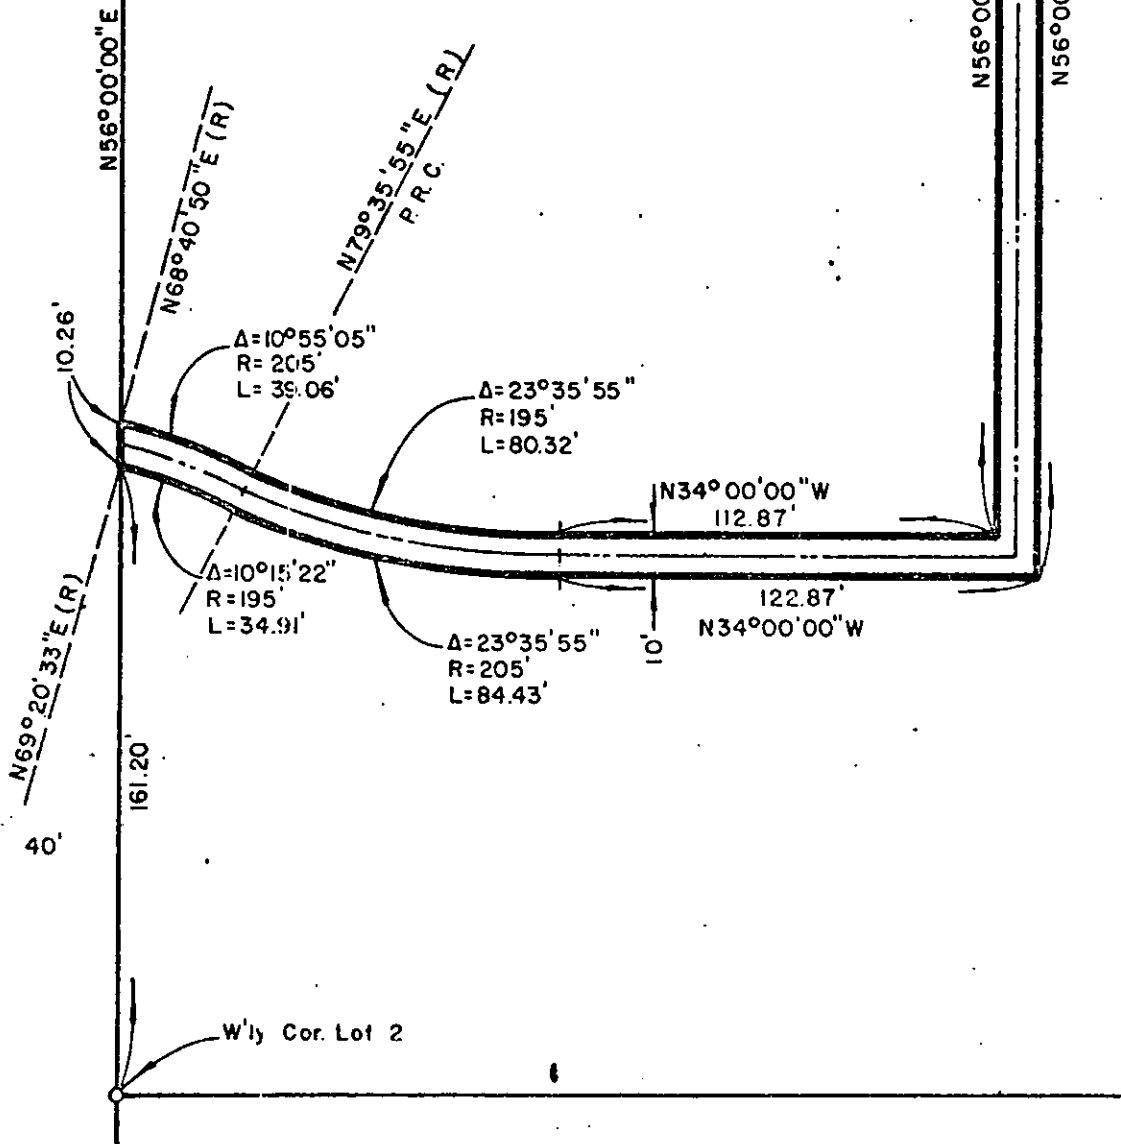 N56°00'00"E
N56°00
N56°00
N68°40'50"E (R)
N79°35'55"E (R)
P.R.C.
10.26'
Δ=10°55'05"
R=205'
L=39.06'
Δ=23°35'55"
R=195'
L=80.32'
N34°00'00"W
112.87'
Δ=10°15'22"
R=195'
L=34.91'
122.87'
N34°00'00"W
10'
Δ=23°35'55"
R=205'
L=84.43'
N69°20'33"E (R)
161.20'
40'
W'ly Cor. Lot 2